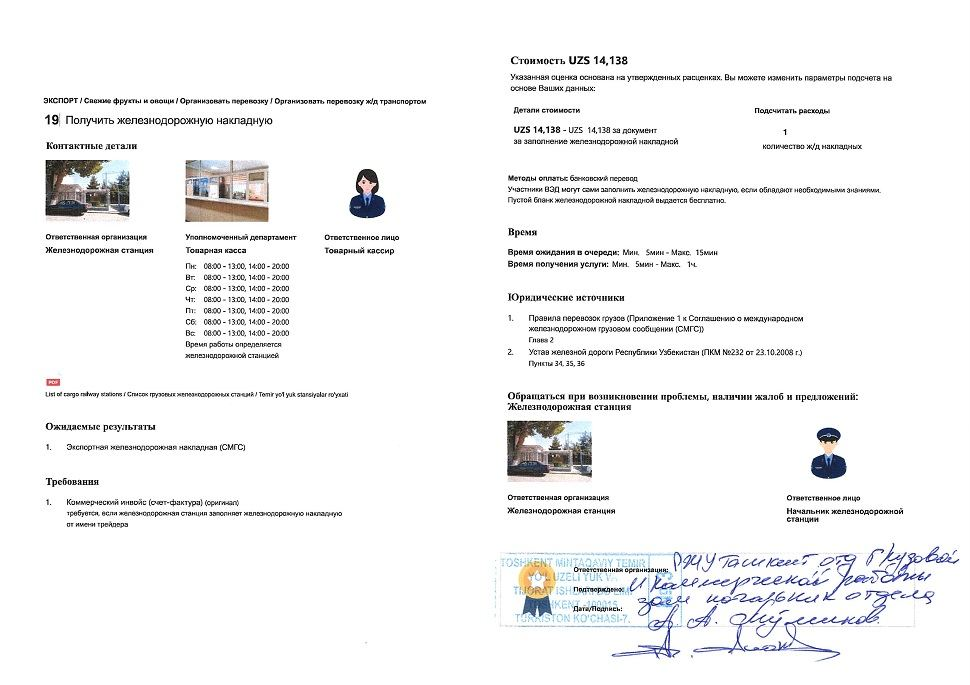 ЭКСПОРТ / Свежие фрукты и овощи / Организовать перевозку / Организовать перевозку ж/д транспортом
19 Получить железнодорожную накладную
Контактные детали
Ответственная организация
Железнодорожная станция
Уполномоченный департамент
Товарная касса
Пн: 08:00 - 13:00, 14:00 - 20:00
Вт: 08:00 - 13:00, 14:00 - 20:00
Ср: 08:00 - 13:00, 14:00 - 20:00
Чт: 08:00 - 13:00, 14:00 - 20:00
Пт: 08:00 - 13:00, 14:00 - 20:00
Сб: 08:00 - 13:00, 14:00 - 20:00
Вс: 08:00 - 13:00, 14:00 - 20:00
Время работы определяется
железнодорожной станцией
Ответственное лицо
Товарный кассир
PDF
List of cargo railway stations / Список грузовых железнодорожных станций / Temir yo'l yuk stansiyalar ro'yxati
Ожидаемые результаты
1. Экспортная железнодорожная накладная (СМГС)
Требования
1. Коммерческий инвойс (счет-фактура) (оригинал)
требуется, если железнодорожная станция заполняет железнодорожную накладную
от имени трейдера
Стоимость UZS 14,138
Указанная оценка основана на утвержденных расценках. Вы можете изменить параметры подсчета на
основе Ваших данных:
Детали стоимости
Подсчитать расходы
UZS 14,138 - UZS 14,138 за документ
за заполнение железнодорожной накладной
1
количество ж/д накладных
Методы оплаты: банковский перевод
Участники ВЭД могут сами заполнить железнодорожную накладную, если обладают необходимыми знаниями.
Пустой бланк железнодорожной накладной выдается бесплатно.
Время
Время ожидания в очереди: Мин. 5мин - Макс. 15мин
Время получения услуги: Мин. 5мин - Макс. 1ч.
Юридические источники
1. Правила перевозок грузов (Приложение 1 к Соглашению о международном
железнодорожном грузовом сообщении (СМГС))
Глава 2
2. Устав железной дороги Республики Узбекистан (ПКМ №232 от 23.10.2008 г.)
Пункты 34, 35, 36
Обращаться при возникновении проблемы, наличии жалоб и предложений:
Железнодорожная станция
Ответственная организация
Железнодорожная станция
Ответственное лицо
Начальник железнодорожной
станции
TOSHKENT MINTAQAVIY TEMIR
YO'L UZELI YUK VA
TIJORAT
TOSHKENT
TURKISTON KO'CHASI-7.
Ответственная организация: РЖУ Ташкент отд Грузовой
Подтверждено: и коммерческой работы
Дата/Подпись: зам начальник отдела
А. А.